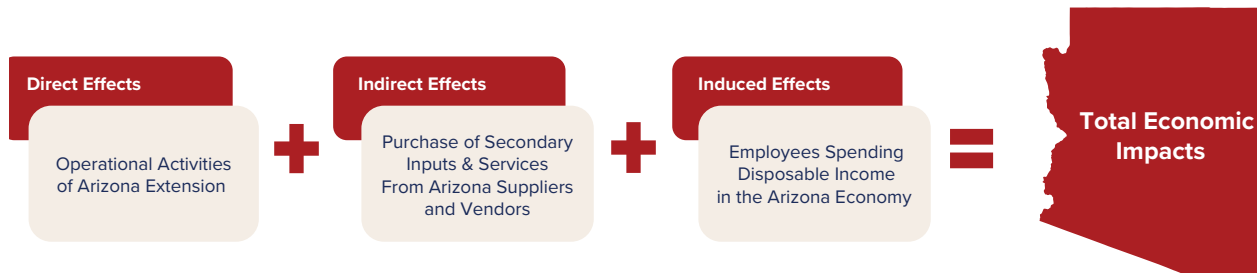 Direct Effects
Operational Activities
of Arizona Extension
+
Indirect Effects
Purchase of Secondary
Inputs & Services
From Arizona Suppliers
and Vendors
+
Induced Effects
Employees Spending
Disposable Income
in the Arizona Economy
=
Total Economic
Impacts